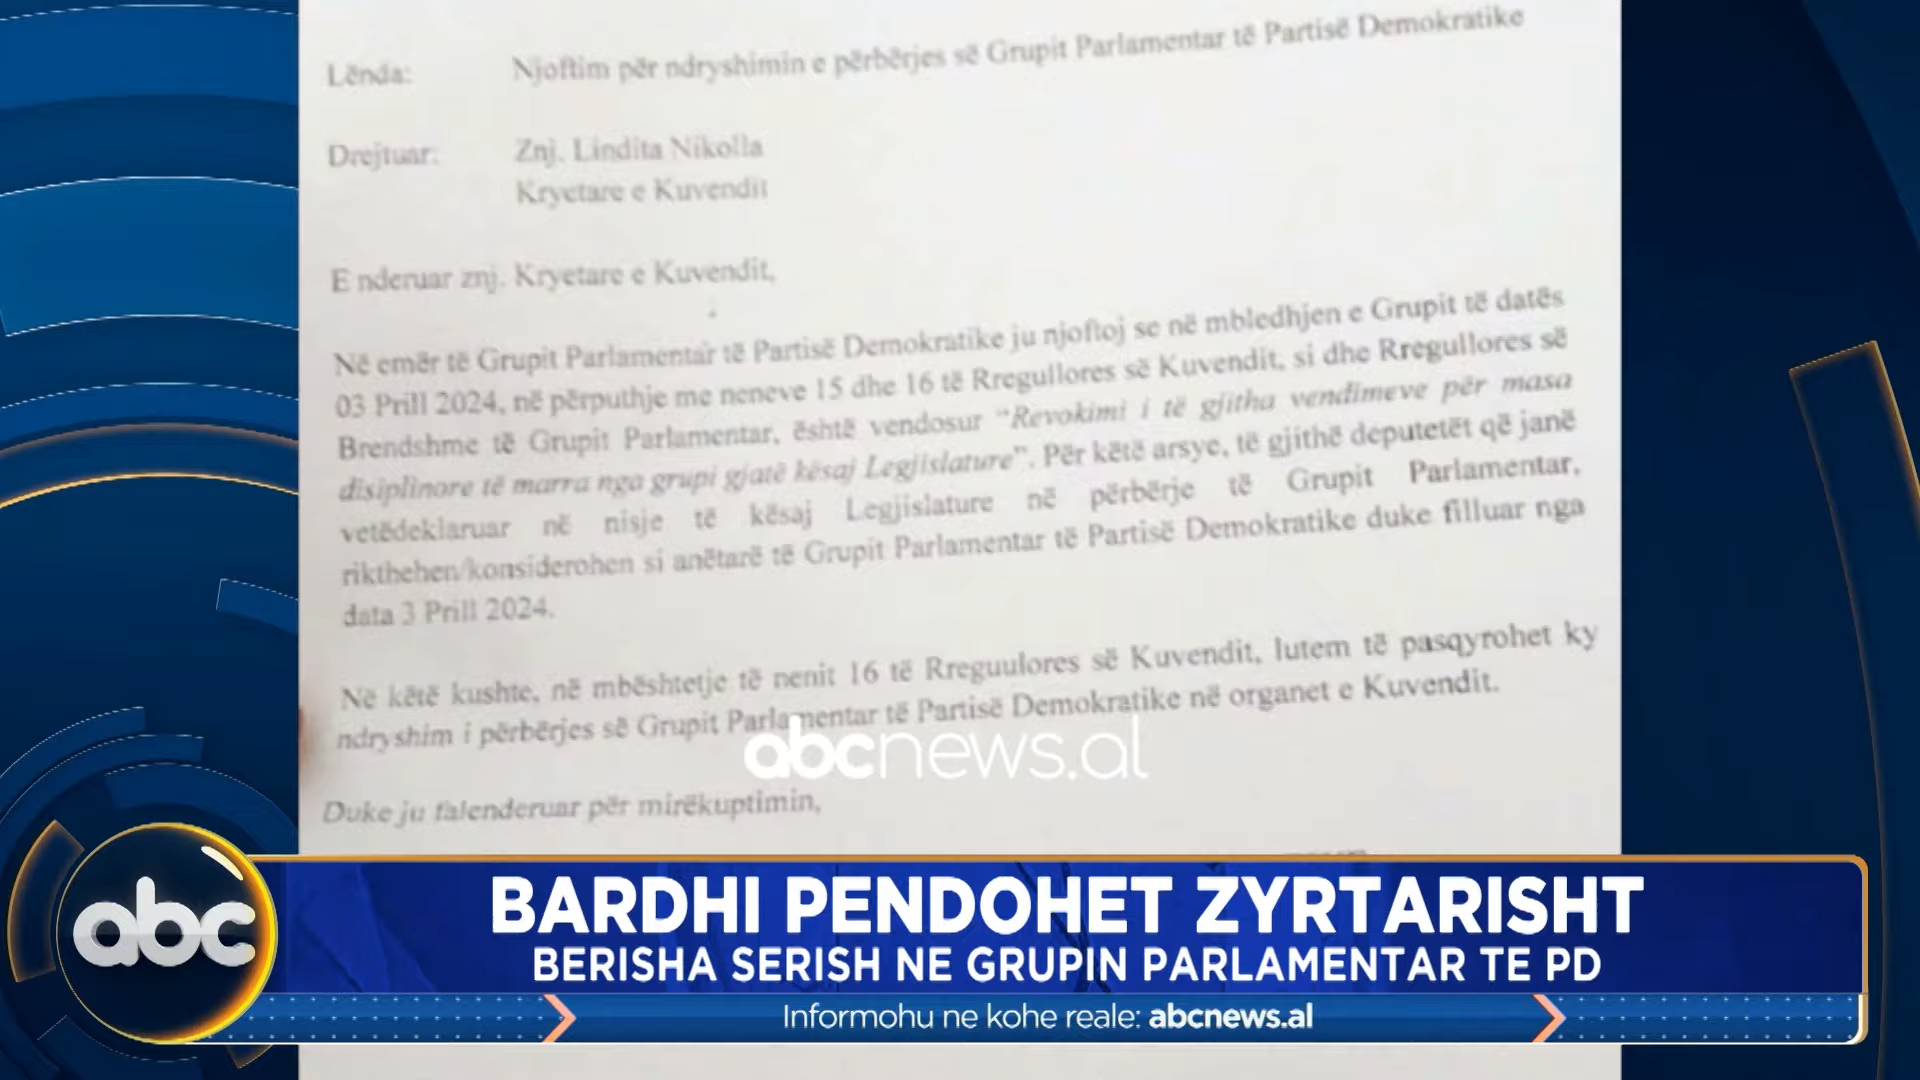 Lënda: Njoftim për ndryshimin e përbërjes së Grupit Parlamentar të Partisë Demokratike
Drejtuar: Znj. Lindita Nikolla
Kryetare e Kuvendit
E nderuar znj. Kryetare e Kuvendit,
Në emër të Grupit Parlamentar të Partisë Demokratike ju njoftoj se në mbledhjen e Grupit të datës
03 Prill 2024, në përputhje me neneve 15 dhe 16 të Rregullores së Kuvendit, si dhe Rregullores së
Brendshme të Grupit Parlamentar, është vendosur "Revokimi i të gjitha vendimeve për masa
disiplinore të marra nga grupi gjatë kësaj Legjislature". Për këtë arsye, të gjithë deputetët që janë
vetëdeklaruar në nisje të kësaj Legjislature në përbërje të Grupit Parlamentar,
rikthehen/konsiderohen si anëtarë të Grupit Parlamentar të Partisë Demokratike duke filluar nga
data 3 Prill 2024.
Në këtë kushte, në mbështetje të nenit 16 të Rreguulores së Kuvendit, lutem të pasqyrohet ky
ndryshim i përbërjes së Grupit Parlamentar të Partisë Demokratike në organet e Kuvendit.
abcnews.al
Duke ju falenderuar për mirëkuptimin,
abc
BARDHI PENDOHET ZYRTARISHT
BERISHA SERISH NE GRUPIN PARLAMENTAR TE PD
Informohu ne kohe reale: abcnews.al